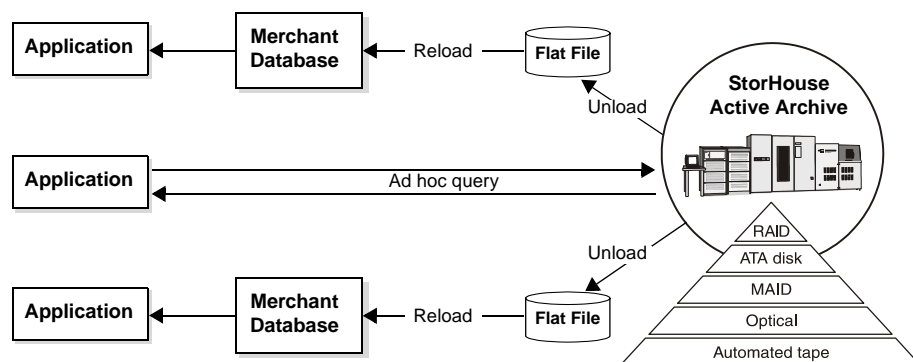 Application
Merchant
Database
Reload
Flat File
Unload
StorHouse
Active Archive
Application
Ad hoc query
RAID
ATA disk
MAID
Optical
Automated tape
Unload
Application
Merchant
Database
Reload
Flat File